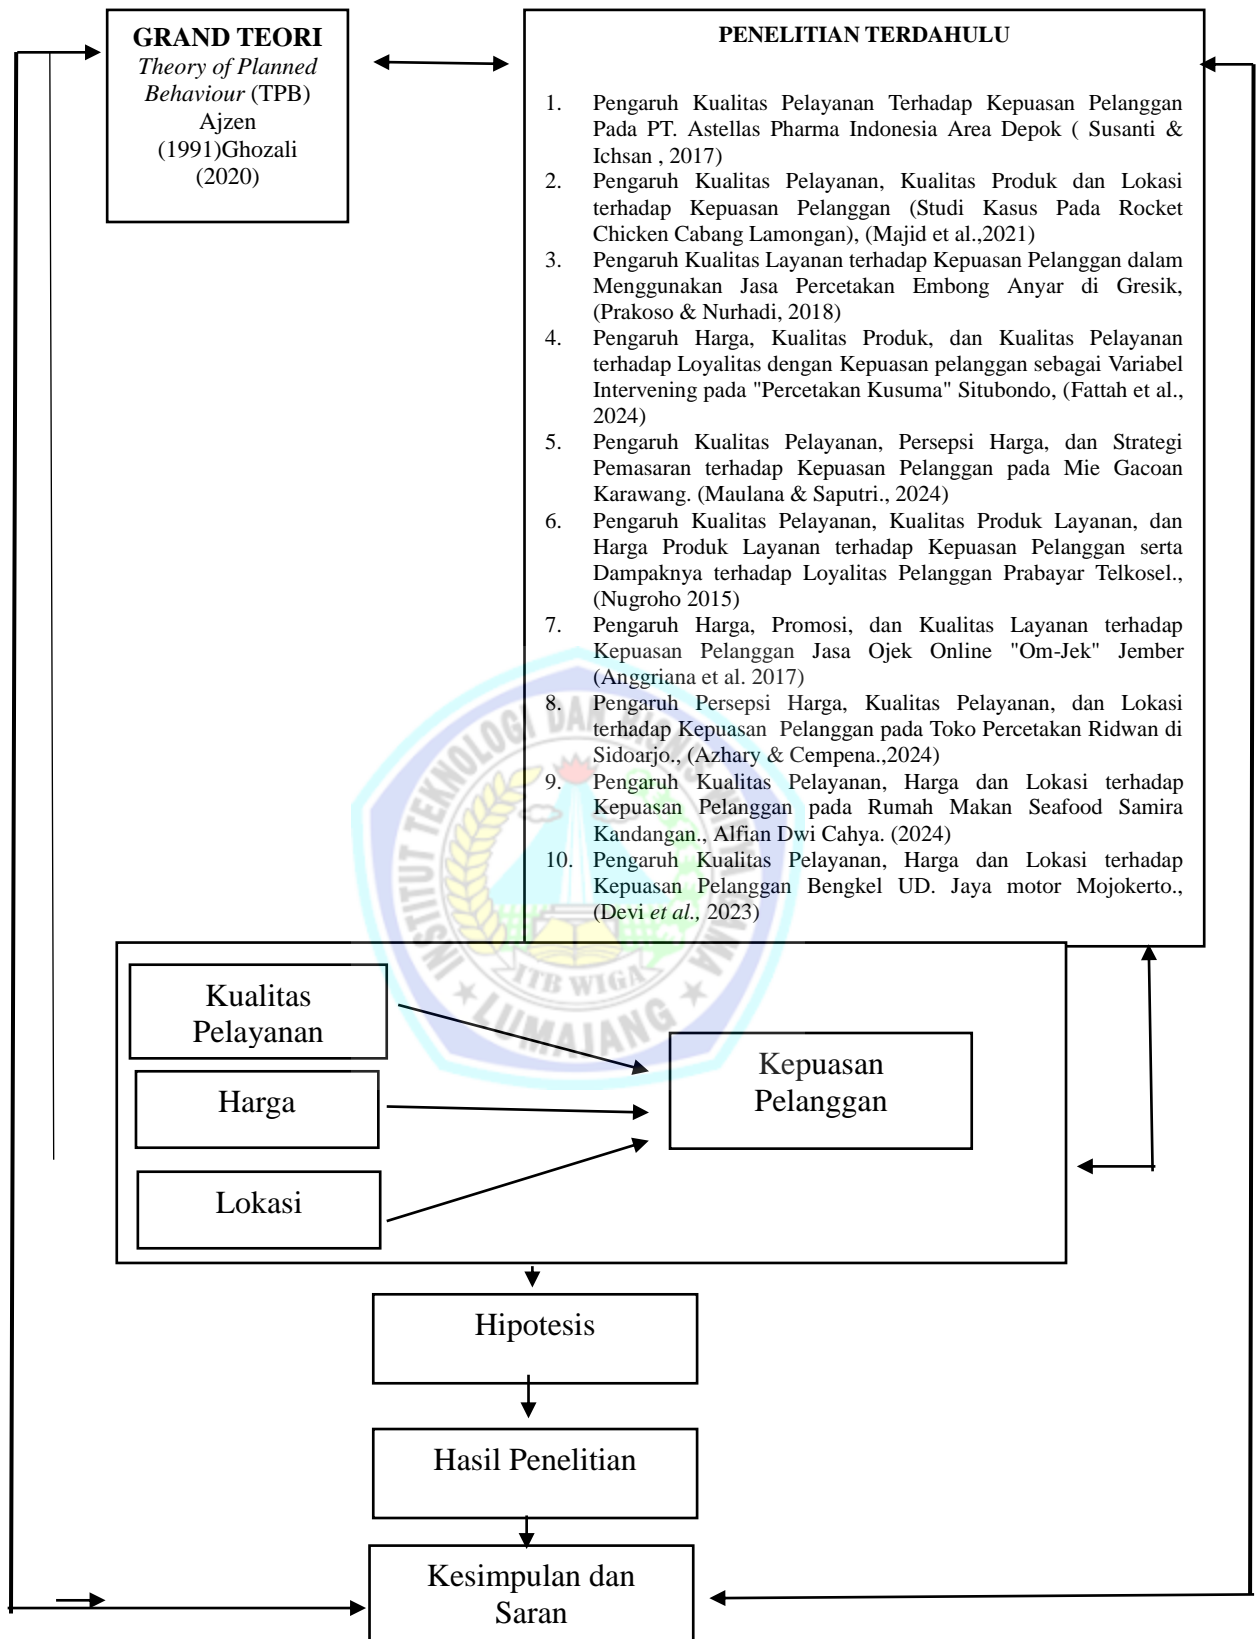 GRAND TEORI
Theory of Planned
Behaviour (TPB)
Ajzen
(1991)Ghozali
(2020)
PENELITIAN TERDAHULU
1. Pengaruh Kualitas Pelayanan Terhadap Kepuasan Pelanggan
Pada PT. Astellas Pharma Indonesia Area Depok ( Susanti &
Ichsan , 2017)
2. Pengaruh Kualitas Pelayanan, Kualitas Produk dan Lokasi
terhadap Kepuasan Pelanggan (Studi Kasus Pada Rocket
Chicken Cabang Lamongan), (Majid et al.,2021)
3. Pengaruh Kualitas Layanan terhadap Kepuasan Pelanggan dalam
Menggunakan Jasa Percetakan Embong Anyar di Gresik,
(Prakoso & Nurhadi, 2018)
4. Pengaruh Harga, Kualitas Produk, dan Kualitas Pelayanan
terhadap Loyalitas dengan Kepuasan pelanggan sebagai Variabel
Intervening pada "Percetakan Kusuma" Situbondo, (Fattah et al.,
2024)
5. Pengaruh Kualitas Pelayanan, Persepsi Harga, dan Strategi
Pemasaran terhadap Kepuasan Pelanggan pada Mie Gacoan
Karawang. (Maulana & Saputri., 2024)
6. Pengaruh Kualitas Pelayanan, Kualitas Produk Layanan, dan
Harga Produk Layanan terhadap Kepuasan Pelanggan serta
Dampaknya terhadap Loyalitas Pelanggan Prabayar Telkosel.,
(Nugroho 2015)
7. Pengaruh Harga, Promosi, dan Kualitas Layanan terhadap
Kepuasan Pelanggan Jasa Ojek Online "Om-Jek" Jember
(Anggriana et al. 2017)
8. Pengaruh Persepsi Harga, Kualitas Pelayanan, dan Lokasi
terhadap Kepuasan Pelanggan pada Toko Percetakan Ridwan di
Sidoarjo., (Azhary & Cempena.,2024)
9. Pengaruh Kualitas Pelayanan, Harga dan Lokasi terhadap
Kepuasan Pelanggan pada Rumah Makan Seafood Samira
Kandangan., Alfian Dwi Cahya. (2024)
10. Pengaruh Kualitas Pelayanan, Harga dan Lokasi terhadap
Kepuasan Pelanggan Bengkel UD. Jaya motor Mojokerto.,
(Devi et al., 2023)
INSTITUT TEKNOLOGI DAN BISNIS WIDYA GAMA
ITB WIGA
LUMAJANG
Kualitas
Pelayanan
Harga
Lokasi
Kepuasan
Pelanggan
Hipotesis
Hasil Penelitian
Kesimpulan dan
Saran